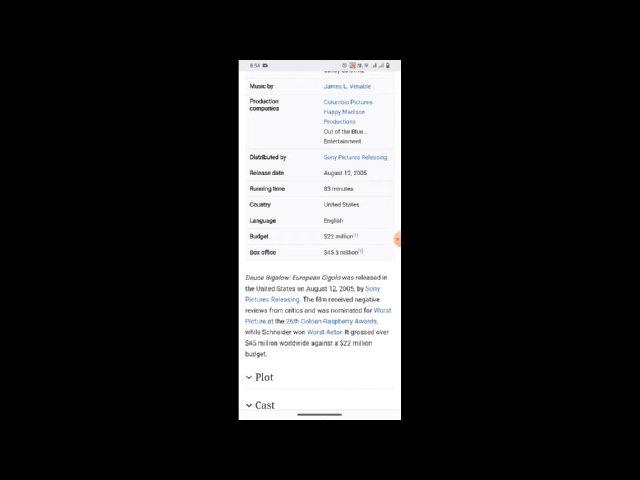 8:54
Music by James L. Venable
Production Columbia Pictures
companies Happy Madison
Productions
Out of the Blue...
Entertainment
Distributed by Sony Pictures Releasing
Release date August 12, 2005
Running time 83 minutes
Country United States
Language English
Budget $22 million[1]
Box office $45.3 million[1]
Deuce Bigalow: European Gigolo was released in
the United States on August 12, 2005, by Sony
Pictures Releasing. The film received negative
reviews from critics and was nominated for Worst
Picture at the 26th Golden Raspberry Awards,
while Schneider won Worst Actor. It grossed over
$45 million worldwide against a $22 million
budget.
Plot
Cast